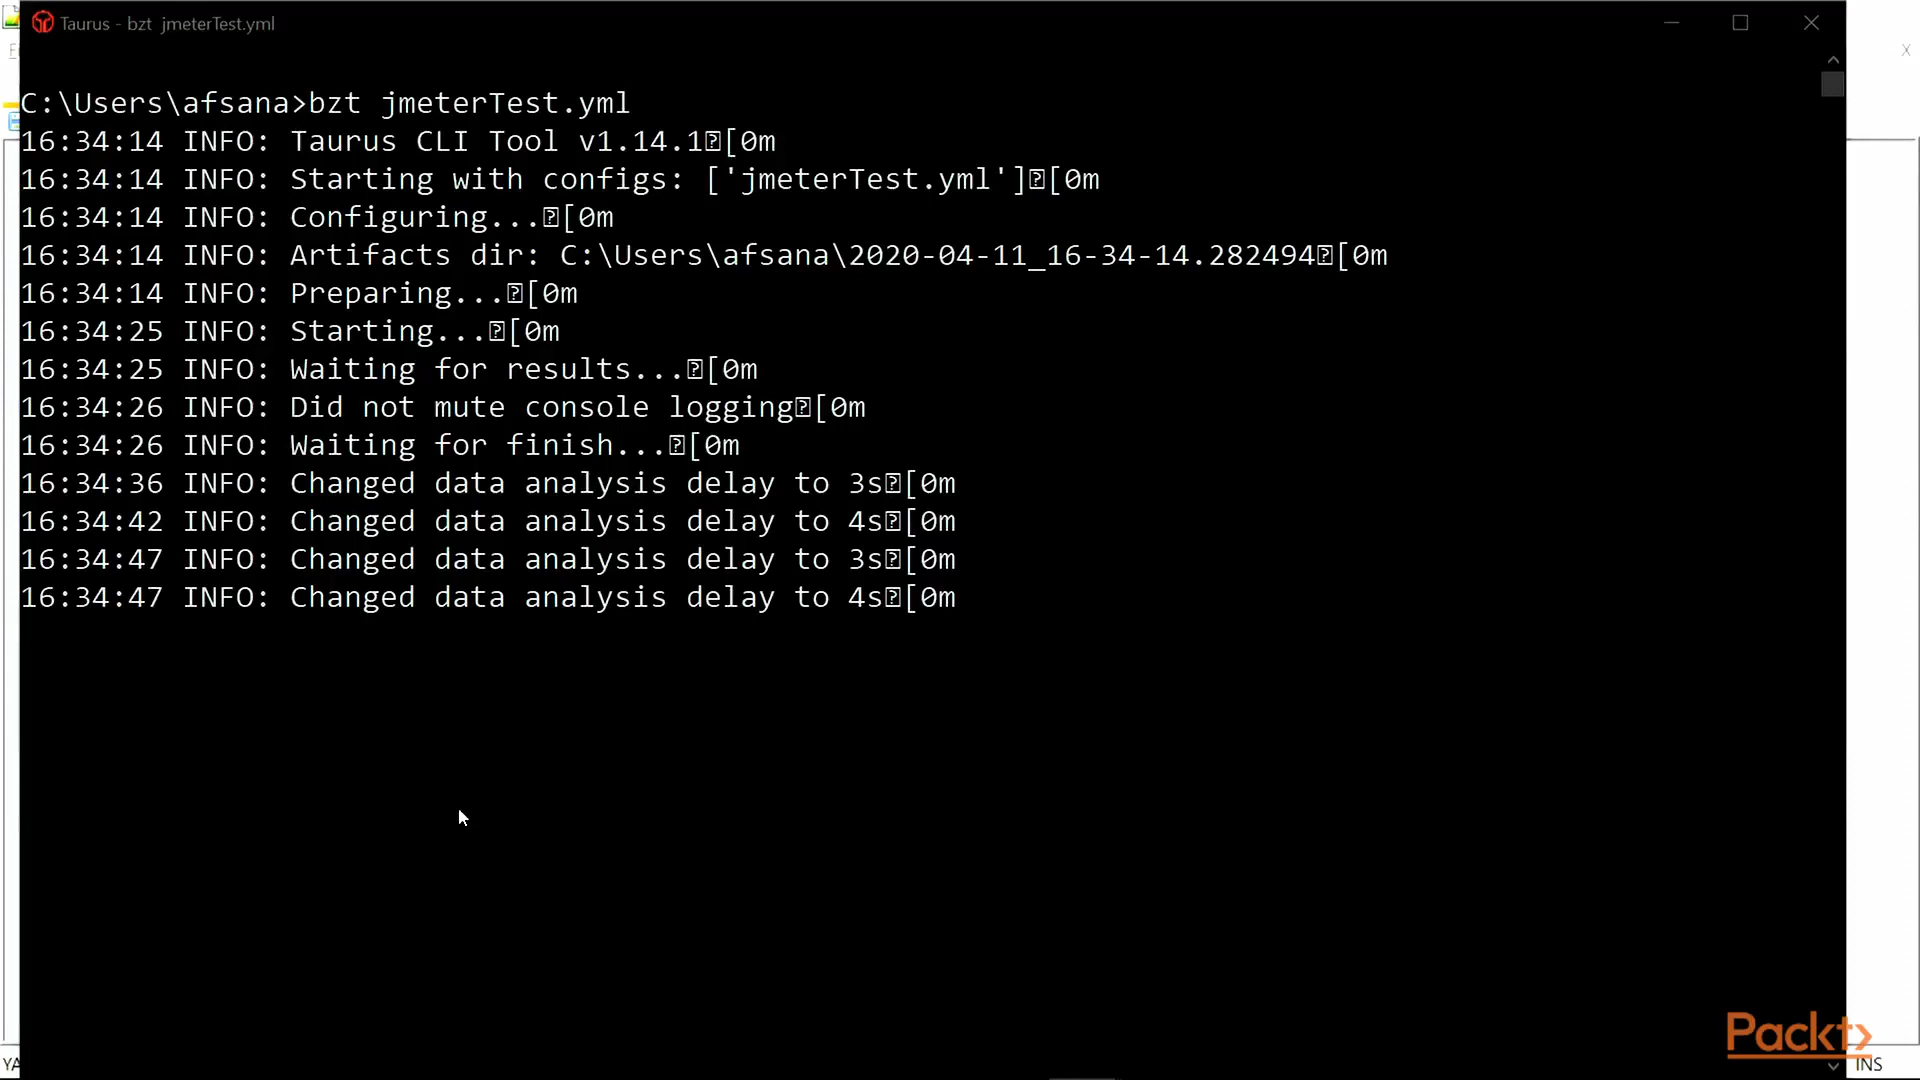 Taurus - bzt jmeterTest.yml
C:\Users\afsana>bzt jmeterTest.yml
16:34:14 INFO: Taurus CLI Tool v1.14.1⍰[0m
16:34:14 INFO: Starting with configs: ['jmeterTest.yml']⍰[0m
16:34:14 INFO: Configuring...⍰[0m
16:34:14 INFO: Artifacts dir: C:\Users\afsana\2020-04-11_16-34-14.282494⍰[0m
16:34:14 INFO: Preparing...⍰[0m
16:34:25 INFO: Starting...⍰[0m
16:34:25 INFO: Waiting for results...⍰[0m
16:34:26 INFO: Did not mute console logging⍰[0m
16:34:26 INFO: Waiting for finish...⍰[0m
16:34:36 INFO: Changed data analysis delay to 3s⍰[0m
16:34:42 INFO: Changed data analysis delay to 4s⍰[0m
16:34:47 INFO: Changed data analysis delay to 3s⍰[0m
16:34:47 INFO: Changed data analysis delay to 4s⍰[0m
Packt>
INS